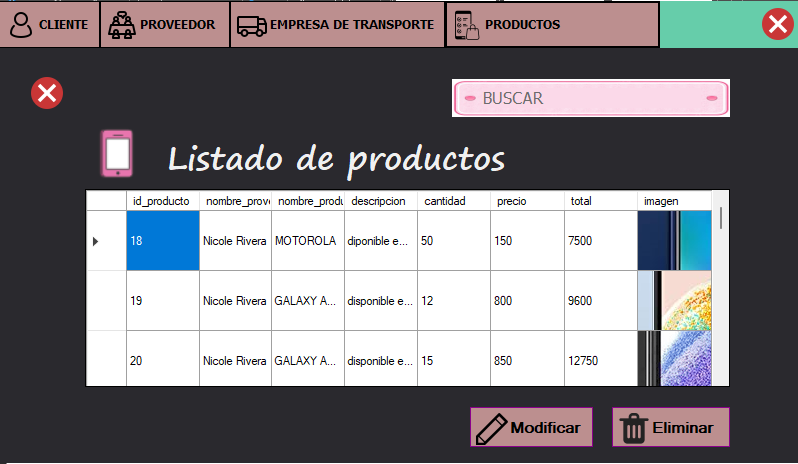 CLIENTE PROVEEDOR EMPRESA DE TRANSPORTE PRODUCTOS
BUSCAR
Listado de productos
id_producto nombre_prove nombre_produ descripcion cantidad precio total imagen
18 Nicole Rivera MOTOROLA diponible e... 50 150 7500
19 Nicole Rivera GALAXY A... disponible e... 12 800 9600
20 Nicole Rivera GALAXY A... disponible e... 15 850 12750
Modificar Eliminar